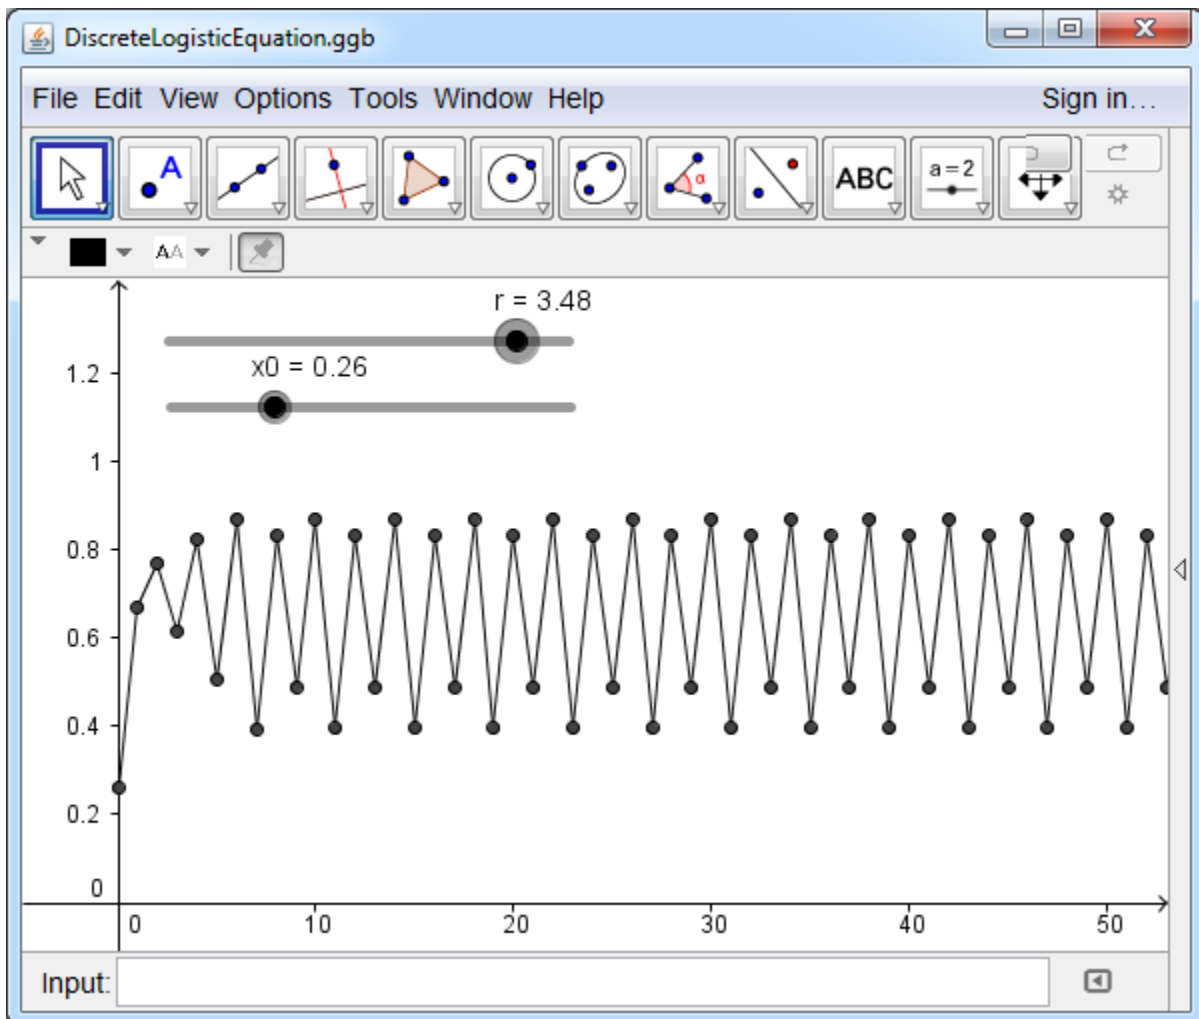 DiscreteLogisticEquation.ggb
File Edit View Options Tools Window Help Sign in...
A α ABC a = 2
AA
r = 3.48
x0 = 0.26
1.2
1
0.8
0.6
0.4
0.2
0
0 10 20 30 40 50
Input: